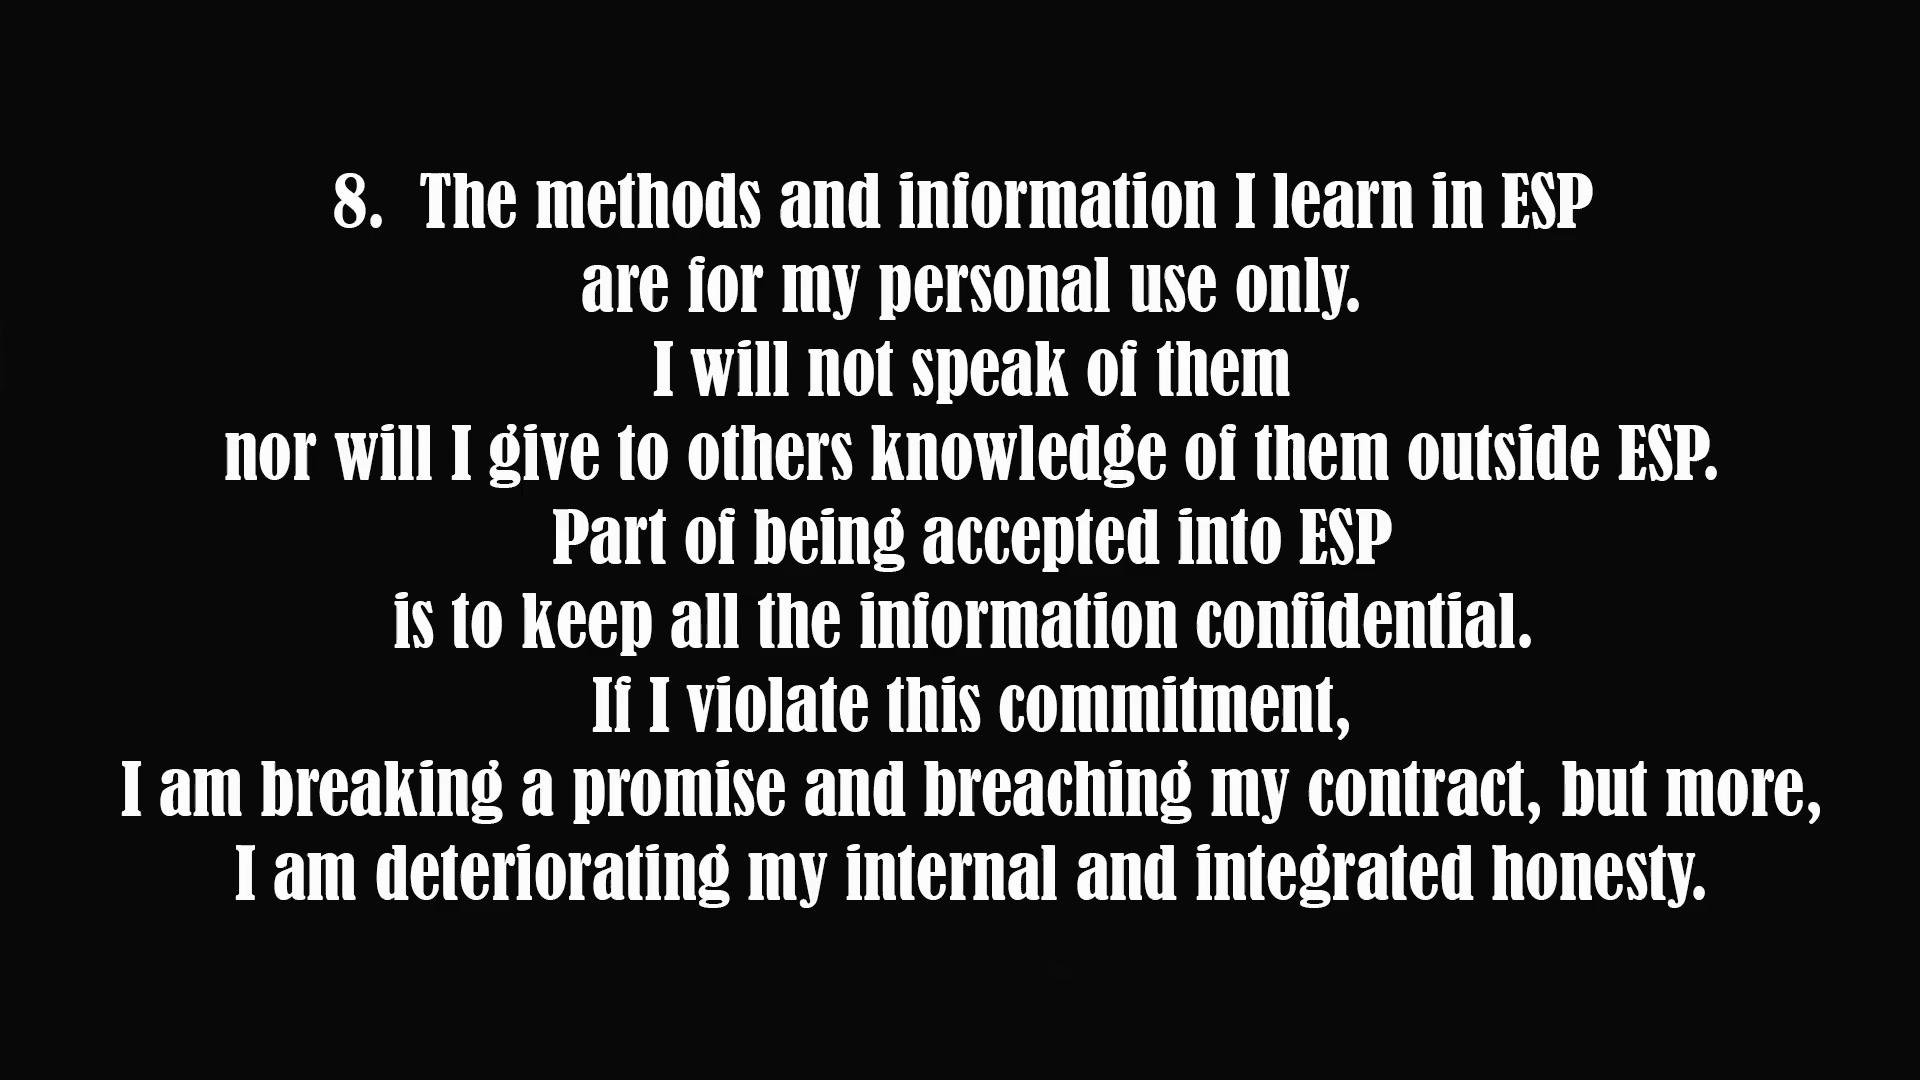 8. The methods and information I learn in ESP
are for my personal use only.
I will not speak of them
nor will I give to others knowledge of them outside ESP.
Part of being accepted into ESP
is to keep all the information confidential.
If I violate this commitment,
I am breaking a promise and breaching my contract, but more,
I am deteriorating my internal and integrated honesty.